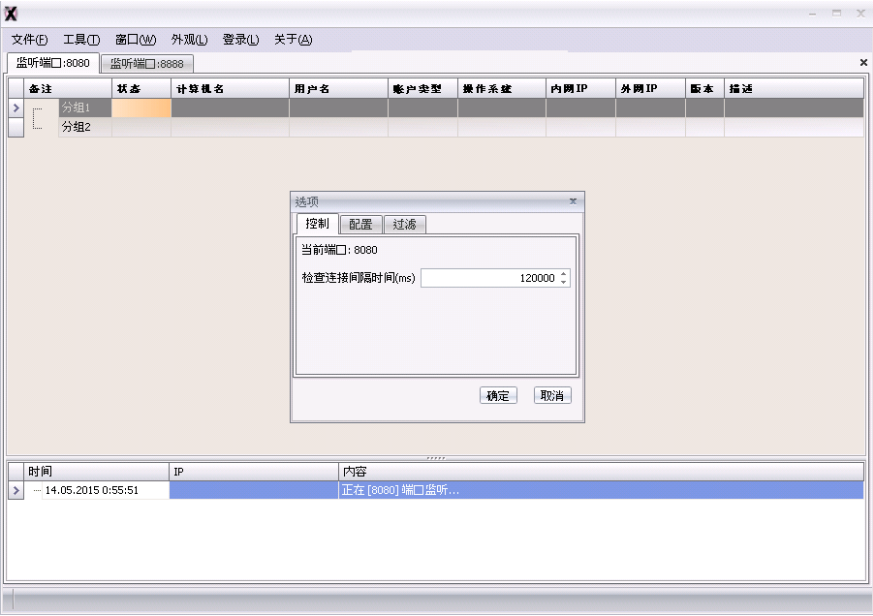 文件(F) 工具(T) 窗口(W) 外观(L) 登录(L) 关于(A)
监听端口:8080 监听端口:8888
备注 状态 计算机名 用户名 账户类型 操作系统 内网IP 外网IP 版本 描述
分组1
分组2
选项
控制 配置 过滤
当前端口: 8080
检查连接间隔时间(ms) 120000
确定 取消
时间 IP 内容
14.05.2015 0:55:51 正在 [8080] 端口监听...